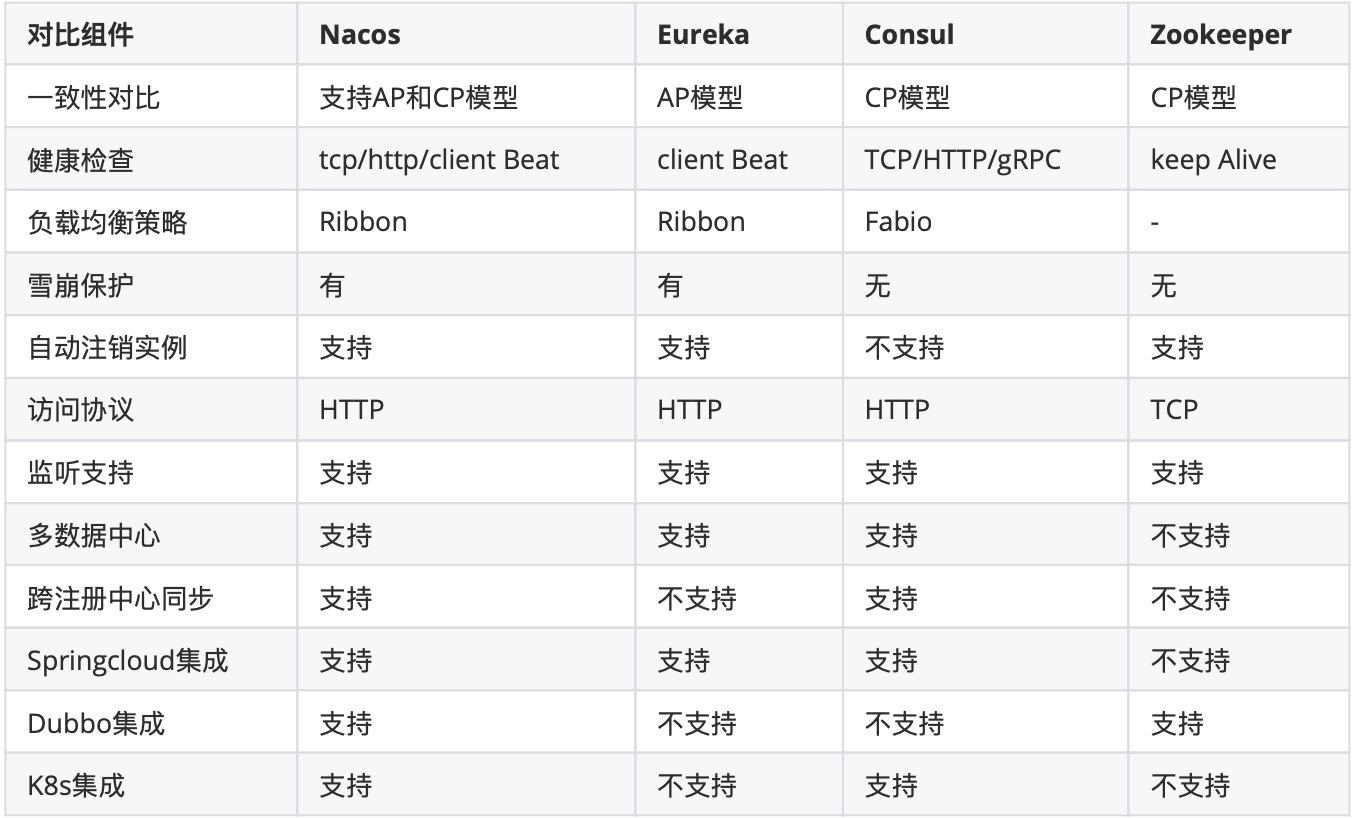 对比组件 Nacos Eureka Consul Zookeeper
一致性对比 支持AP和CP模型 AP模型 CP模型 CP模型
健康检查 tcp/http/client Beat client Beat TCP/HTTP/gRPC keep Alive
负载均衡策略 Ribbon Ribbon Fabio -
雪崩保护 有 有 无 无
自动注销实例 支持 支持 不支持 支持
访问协议 HTTP HTTP HTTP TCP
监听支持 支持 支持 支持 支持
多数据中心 支持 支持 支持 不支持
跨注册中心同步 支持 不支持 支持 不支持
Springcloud集成 支持 支持 支持 不支持
Dubbo集成 支持 不支持 不支持 支持
K8s集成 支持 不支持 支持 不支持